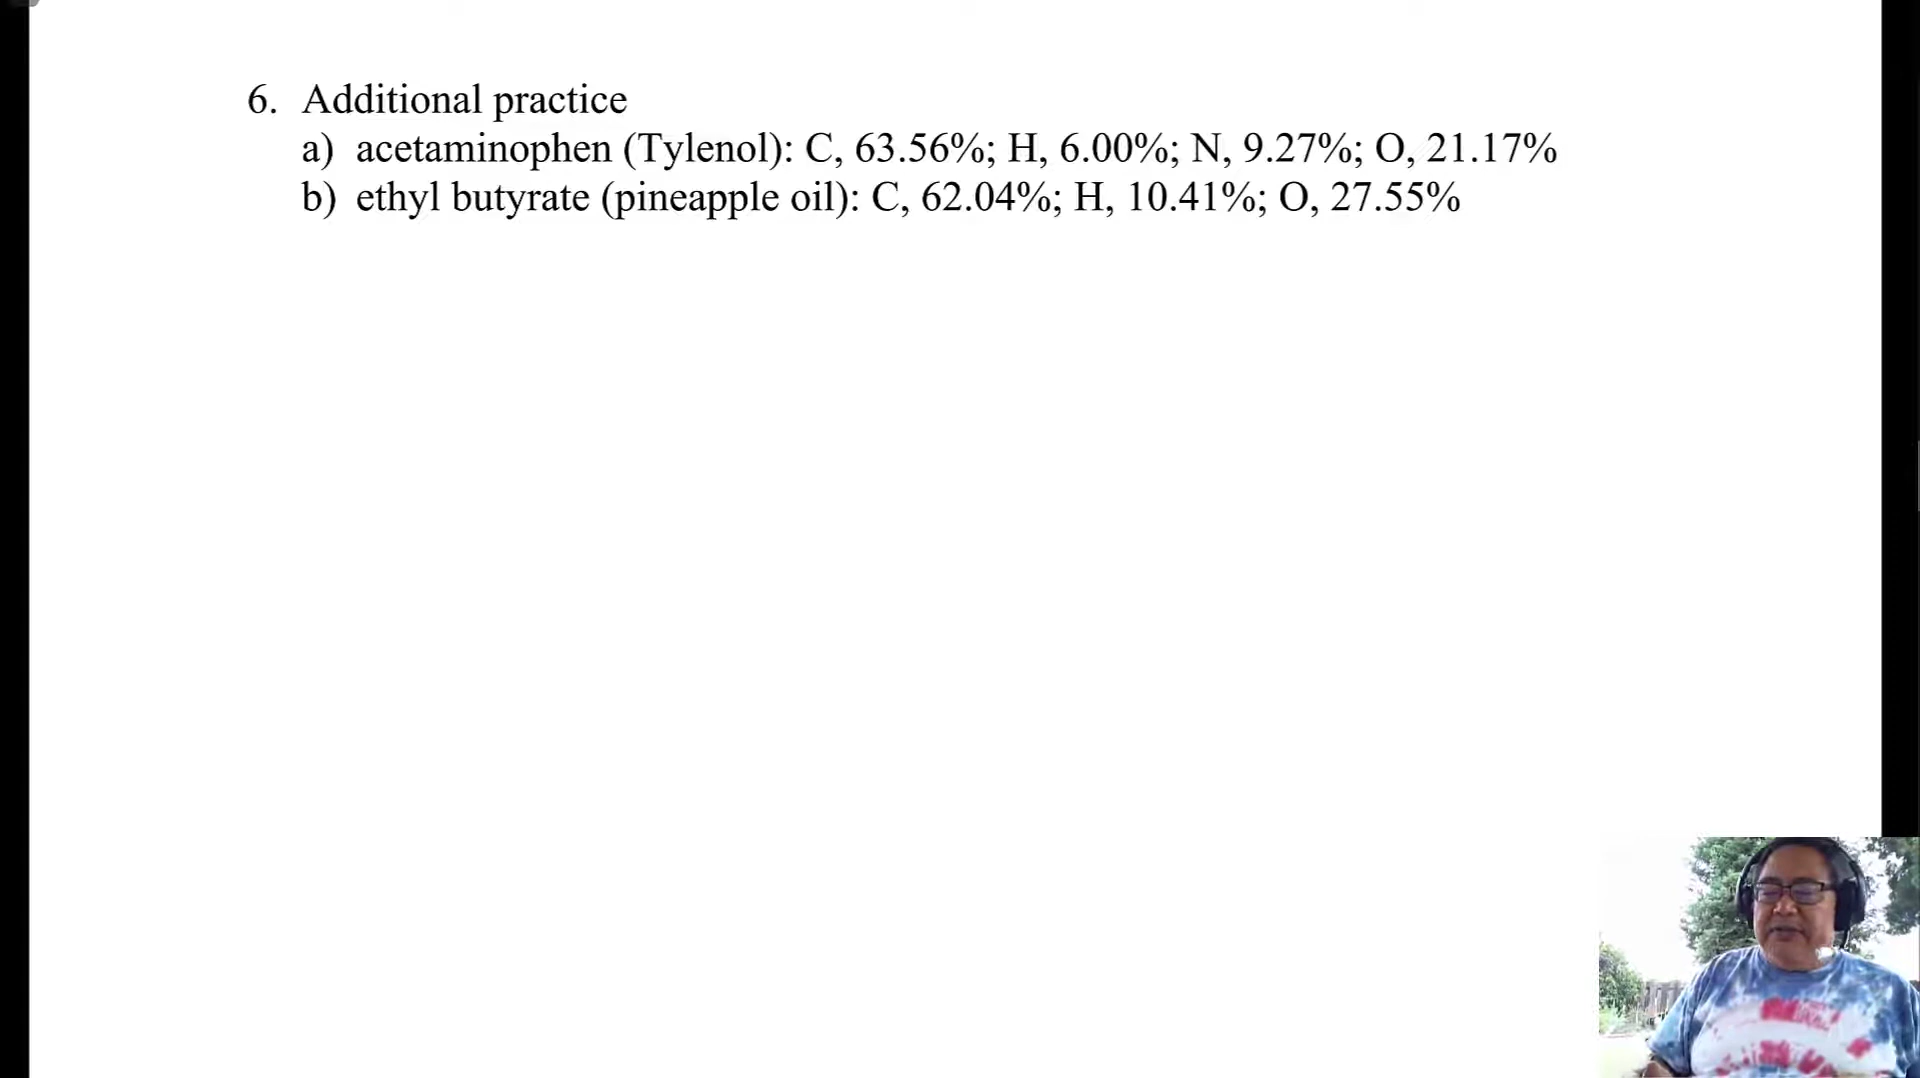 6. Additional practice
a) acetaminophen (Tylenol): C, 63.56%; H, 6.00%; N, 9.27%; O, 21.17%
b) ethyl butyrate (pineapple oil): C, 62.04%; H, 10.41%; O, 27.55%